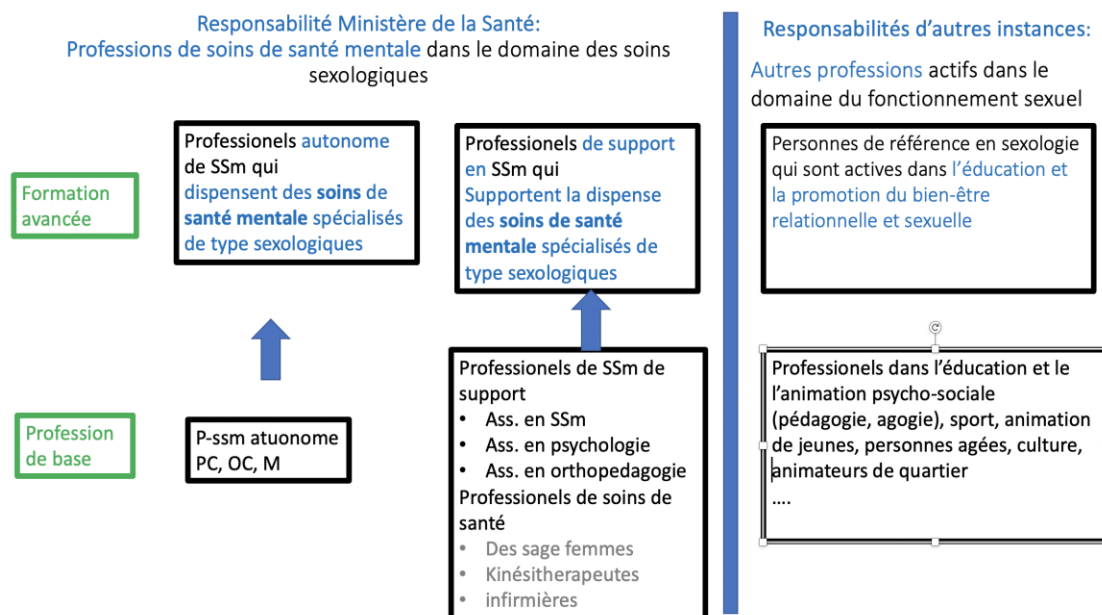 Responsabilité Ministère de la Santé:
Professions de soins de santé mentale dans le domaine des soins
sexologiques
Responsabilités d'autres instances:
Autres professions actifs dans le
domaine du fonctionnement sexuel
Formation
avancée
Professionels autonome
de SSm qui
dispensent des soins de
santé mentale spécialisés
de type sexologiques
Professionels de support
en SSm qui
Supportent la dispense
des soins de santé
mentale spécialisés de
type sexologiques
Personnes de référence en sexologie
qui sont actives dans l'éducation et
la promotion du bien-être
relationnelle et sexuelle
Profession
de base
P-ssm atuonome
PC, OC, M
Professionels de SSm de
support
• Ass. en SSm
• Ass. en psychologie
• Ass. en orthopedagogie
Professionels de soins de
santé
• Des sage femmes
• Kinésitherapeutes
• infirmières
Professionels dans l'éducation et le
l'animation psycho-sociale
(pédagogie, agogie), sport, animation
de jeunes, personnes agées, culture,
animateurs de quartier
....